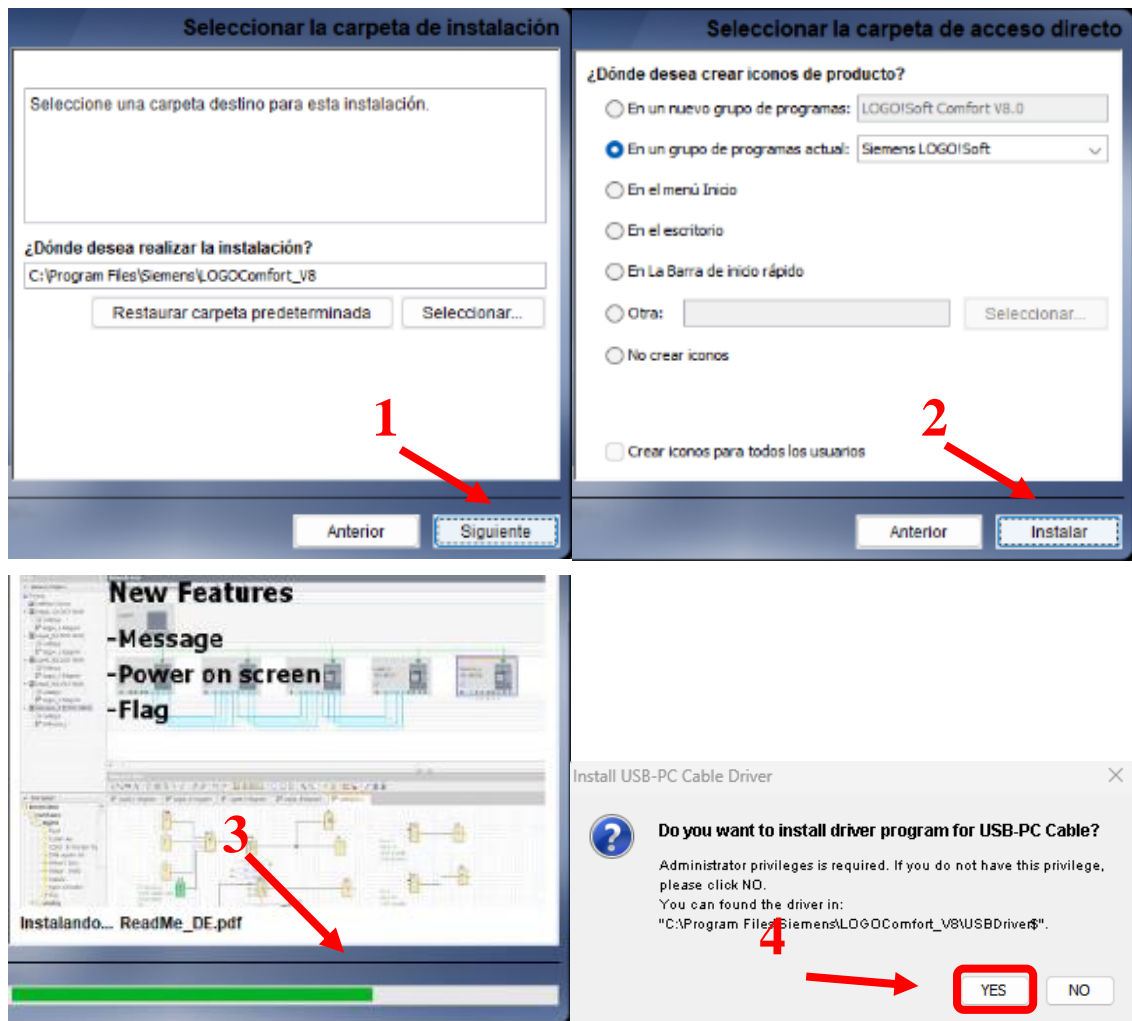 Seleccionar la carpeta de instalación
Seleccione una carpeta destino para esta instalación.
¿Dónde desea realizar la instalación?
C:\Program Files\Siemens\LOGOComfort_V8
Restaurar carpeta predeterminada
Seleccionar...
1
Anterior
Siguiente
Seleccionar la carpeta de acceso directo
¿Dónde desea crear iconos de producto?
En un nuevo grupo de programas: LOGO!Soft Comfort V8.0
En un grupo de programas actual: Siemens LOGO!Soft
En el menú Inicio
En el escritorio
En La Barra de inicio rápido
Otra:
Seleccionar...
No crear iconos
2
Crear iconos para todos los usuarios
Anterior
Instalar
New Features
-Message
-Power on screen
-Flag
3
Instalando... ReadMe_DE.pdf
Install USB-PC Cable Driver
Do you want to install driver program for USB-PC Cable?
Administrator privileges is required. If you do not have this privilege,
please click NO.
You can found the driver in:
"C:\Program Files\Siemens\LOGOComfort_V8\USBDriver$".
4
YES
NO